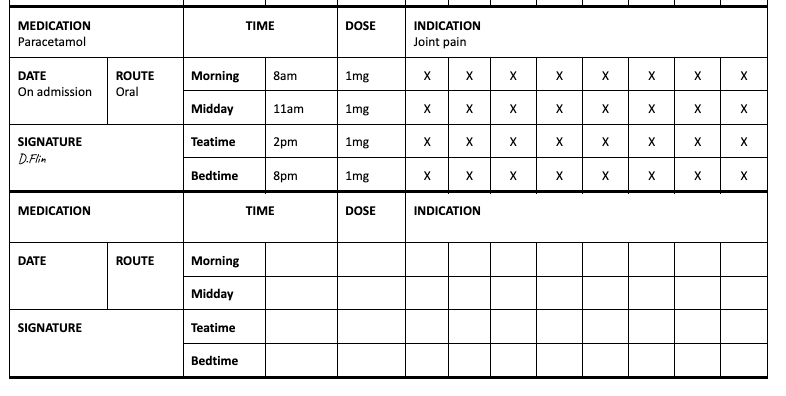 MEDICATION TIME DOSE INDICATION
Paracetamol Joint pain
DATE ROUTE Morning 8am 1mg X X X X X X X X
On admission Oral
Midday 11am 1mg X X X X X X X X
SIGNATURE Teatime 2pm 1mg X X X X X X X X
D.Flin
Bedtime 8pm 1mg X X X X X X X X
MEDICATION TIME DOSE INDICATION
DATE ROUTE Morning
Midday
SIGNATURE Teatime
Bedtime